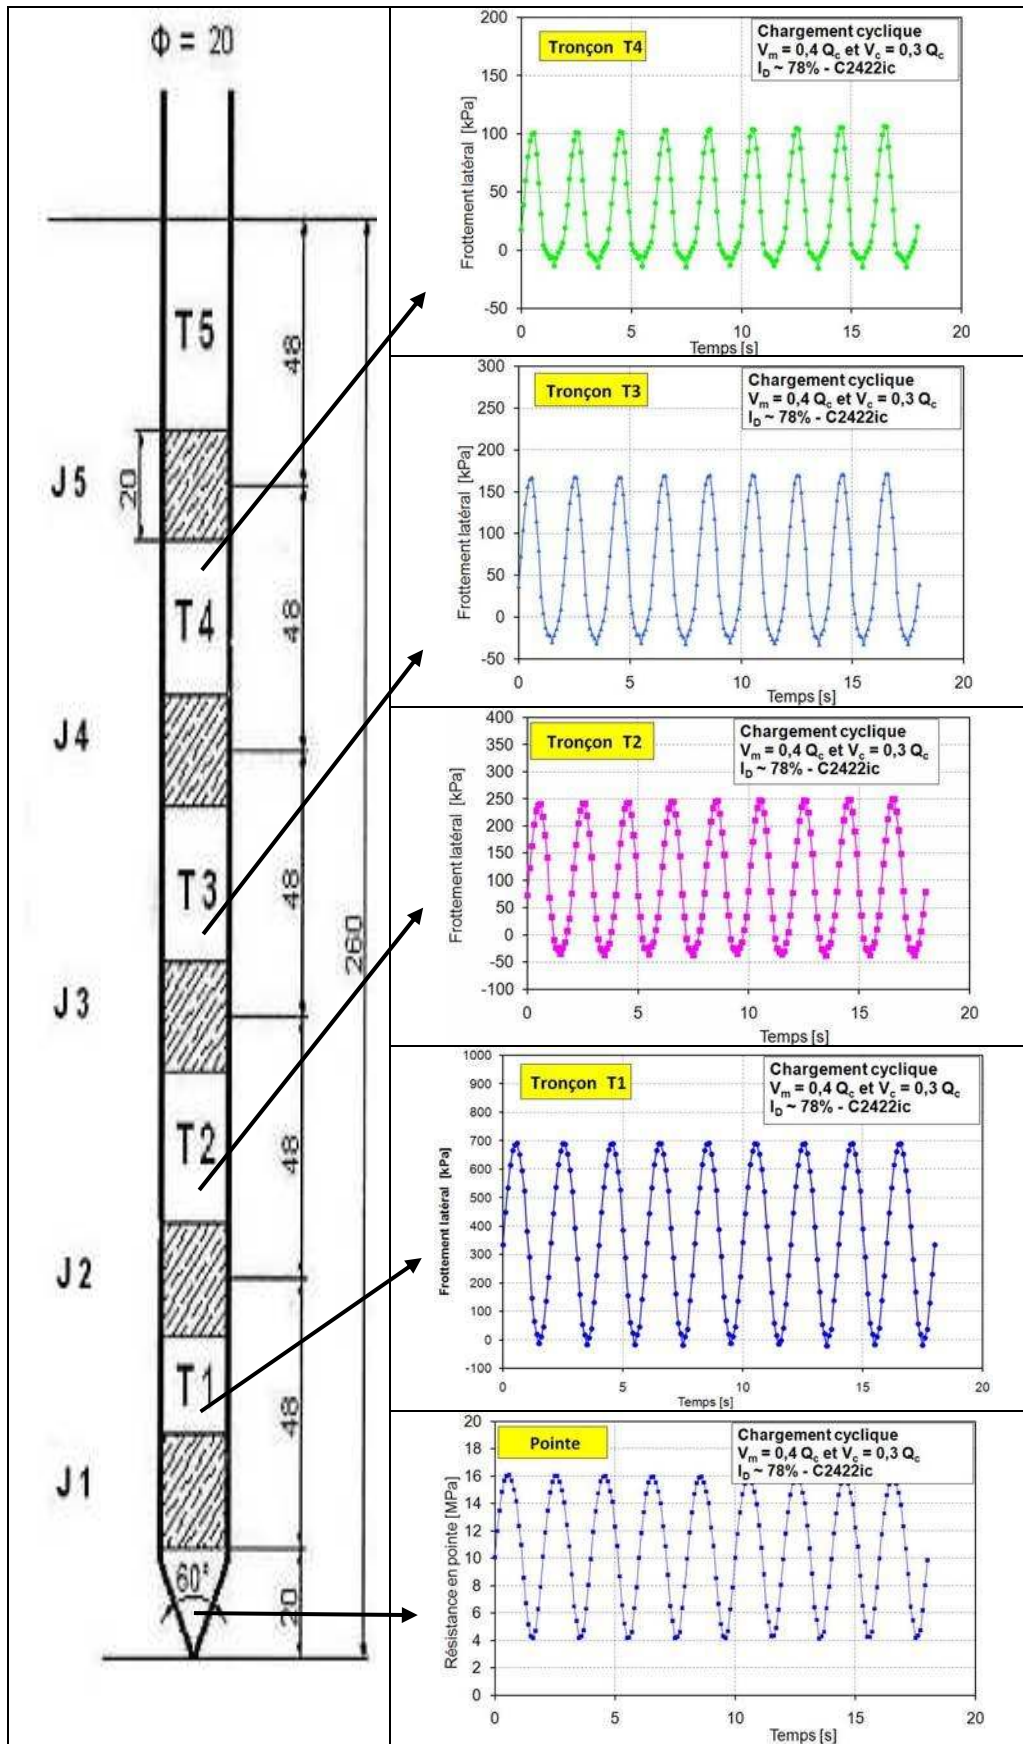 Φ = 20
T5
48
J5
20
T4
48
J4
T3
48
260
J3
T2
48
J2
T1
48
J1
60°
20
Tronçon T4
Chargement cyclique
Vm = 0,4 Qc et Vc = 0,3 Qc
ID ~ 78% - C2422ic
Frottement latéral [kPa]
200
150
100
50
0
-50
0 5 10 15 20
Temps [s]
Tronçon T3
Chargement cyclique
Vm = 0,4 Qc et Vc = 0,3 Qc
ID ~ 78% - C2422ic
Frottement latéral [kPa]
300
250
200
150
100
50
0
-50
0 5 10 15 20
Temps [s]
Tronçon T2
Chargement cyclique
Vm = 0,4 Qc et Vc = 0,3 Qc
ID ~ 78% - C2422ic
Frottement latéral [kPa]
400
350
300
250
200
150
100
50
0
-50
-100
0 5 10 15 20
Temps [s]
Tronçon T1
Chargement cyclique
Vm = 0,4 Qc et Vc = 0,3 Qc
ID ~ 78% - C2422ic
Frottement latéral [kPa]
1000
900
800
700
600
500
400
300
200
100
0
-100
0 5 10 15 20
Temps [s]
Pointe
Chargement cyclique
Vm = 0,4 Qc et Vc = 0,3 Qc
ID ~ 78% - C2422ic
Résistance en pointe [MPa]
20
18
16
14
12
10
8
6
4
2
0
0 5 10 15 20
Temps [s]